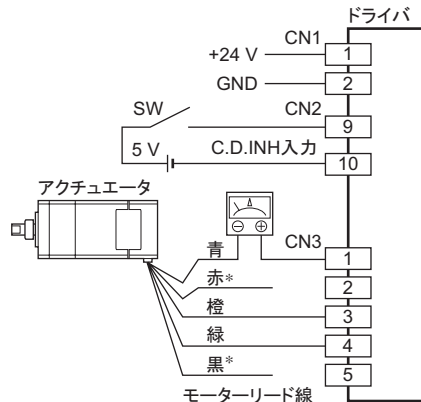 ドライバ
CN1
+24 V 1
GND 2
SW CN2
9
5 V C.D.INH入力
10
アクチュエータ
A
⊖ ⊕
青 CN3
1
赤* 2
橙 3
緑 4
黒* 5
モーターリード線